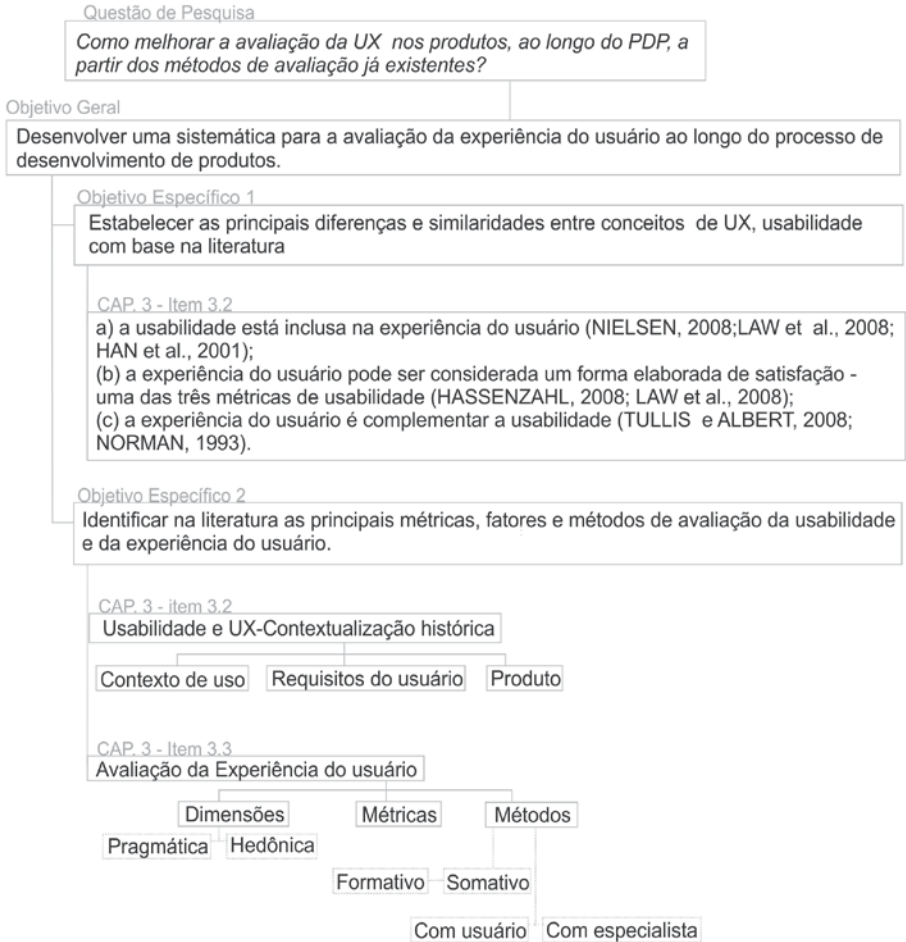 Questão de Pesquisa
Como melhorar a avaliação da UX nos produtos, ao longo do PDP, a
partir dos métodos de avaliação já existentes?
Objetivo Geral
Desenvolver uma sistemática para a avaliação da experiência do usuário ao longo do processo de
desenvolvimento de produtos.
Objetivo Específico 1
Estabelecer as principais diferenças e similaridades entre conceitos de UX, usabilidade
com base na literatura
CAP. 3 - Item 3.2
a) a usabilidade está inclusa na experiência do usuário (NIELSEN, 2008;LAW et al., 2008;
HAN et al., 2001);
(b) a experiência do usuário pode ser considerada um forma elaborada de satisfação -
uma das três métricas de usabilidade (HASSENZAHL, 2008; LAW et al., 2008);
(c) a experiência do usuário é complementar a usabilidade (TULLIS e ALBERT, 2008;
NORMAN, 1993).
Objetivo Específico 2
Identificar na literatura as principais métricas, fatores e métodos de avaliação da usabilidade
e da experiência do usuário.
CAP. 3 - item 3.2
Usabilidade e UX-Contextualização histórica
Contexto de uso Requisitos do usuário Produto
CAP. 3 - Item 3.3
Avaliação da Experiência do usuário
Dimensões Métricas Métodos
Pragmática Hedônica
Formativo Somativo
Com usuário Com especialista